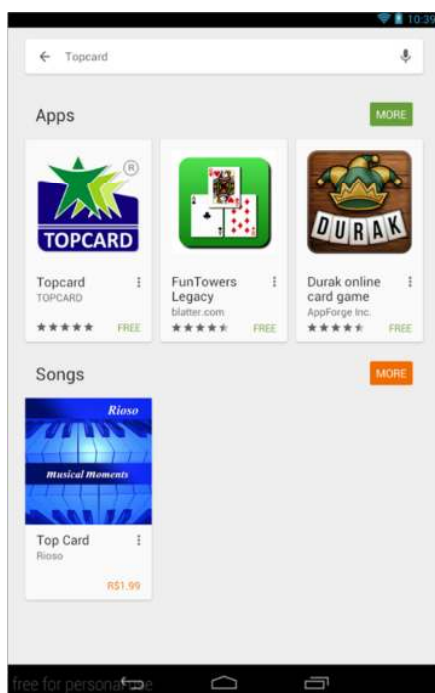 10:39
Topcard
Apps
MORE
®
TOPCARD
DURAK
Topcard
TOPCARD
FREE
FunTowers
Legacy
blatter.com
FREE
Durak online
card game
AppForge Inc.
FREE
Songs
MORE
Rioso
Musical Moments
Top Card
Rioso
R$1.99
free for personal use